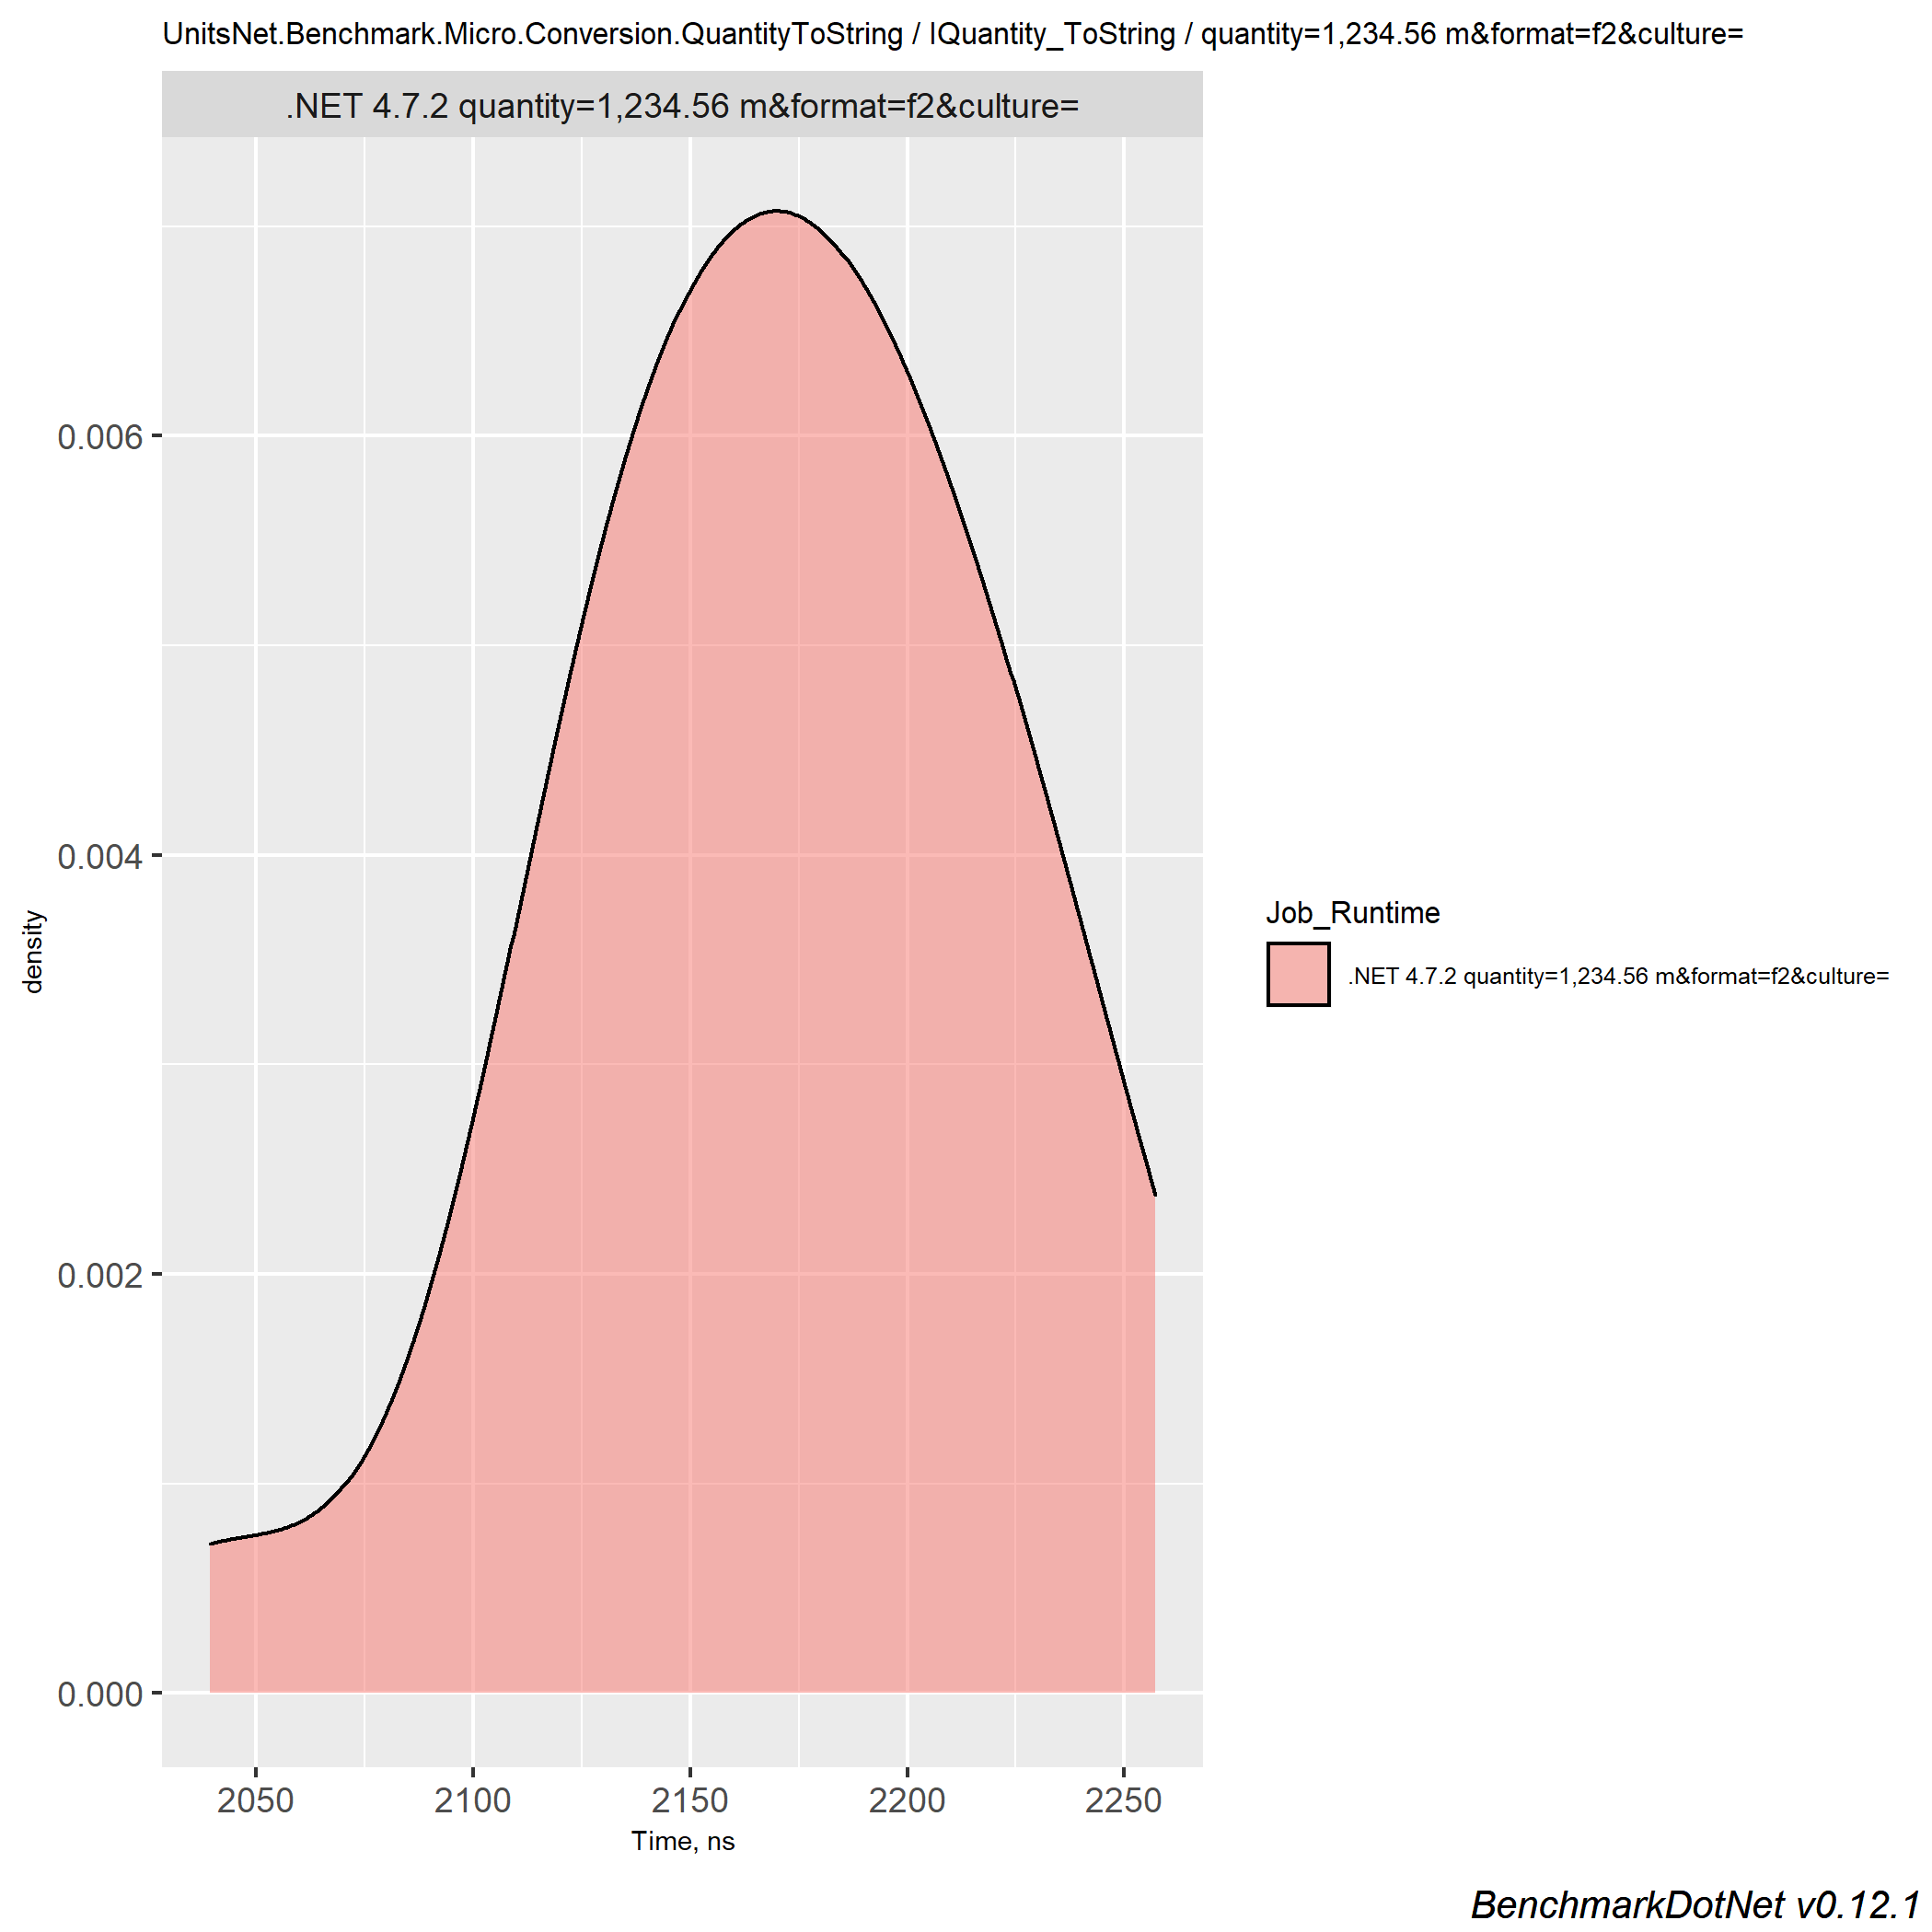 UnitsNet.Benchmark.Micro.Conversion.QuantityToString / IQuantity_ToString / quantity=1,234.56 m&format=f2&culture=
.NET 4.7.2 quantity=1,234.56 m&format=f2&culture=
0.006
0.004
0.002
0.000
density
2050 2100 2150 2200 2250
Time, ns
Job_Runtime
.NET 4.7.2 quantity=1,234.56 m&format=f2&culture=
BenchmarkDotNet v0.12.1